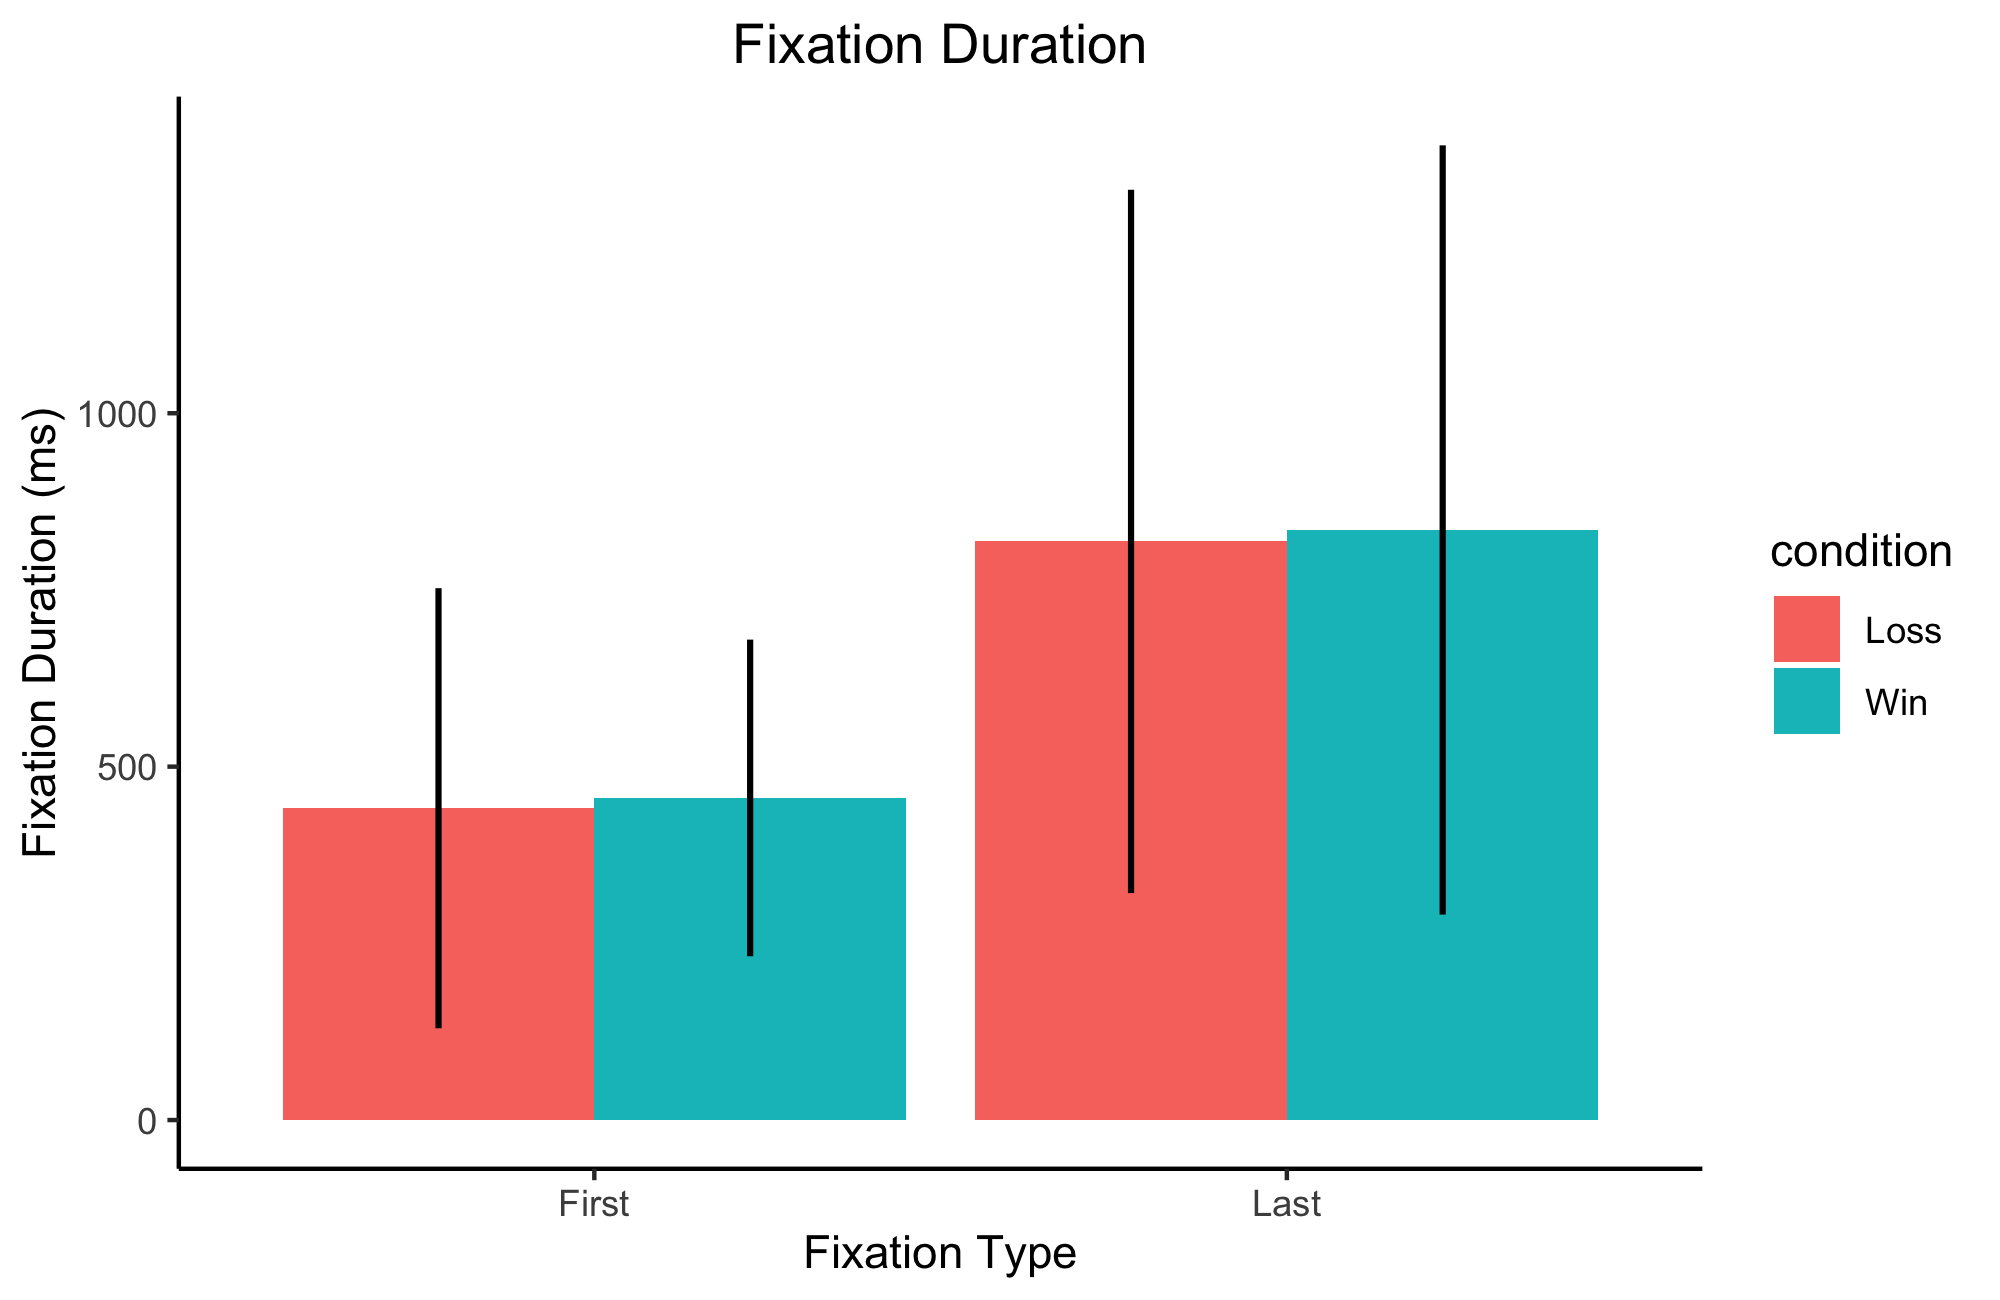 Fixation Duration
Fixation Duration (ms)
1000
500
0
First
Last
Fixation Type
condition
Loss
Win